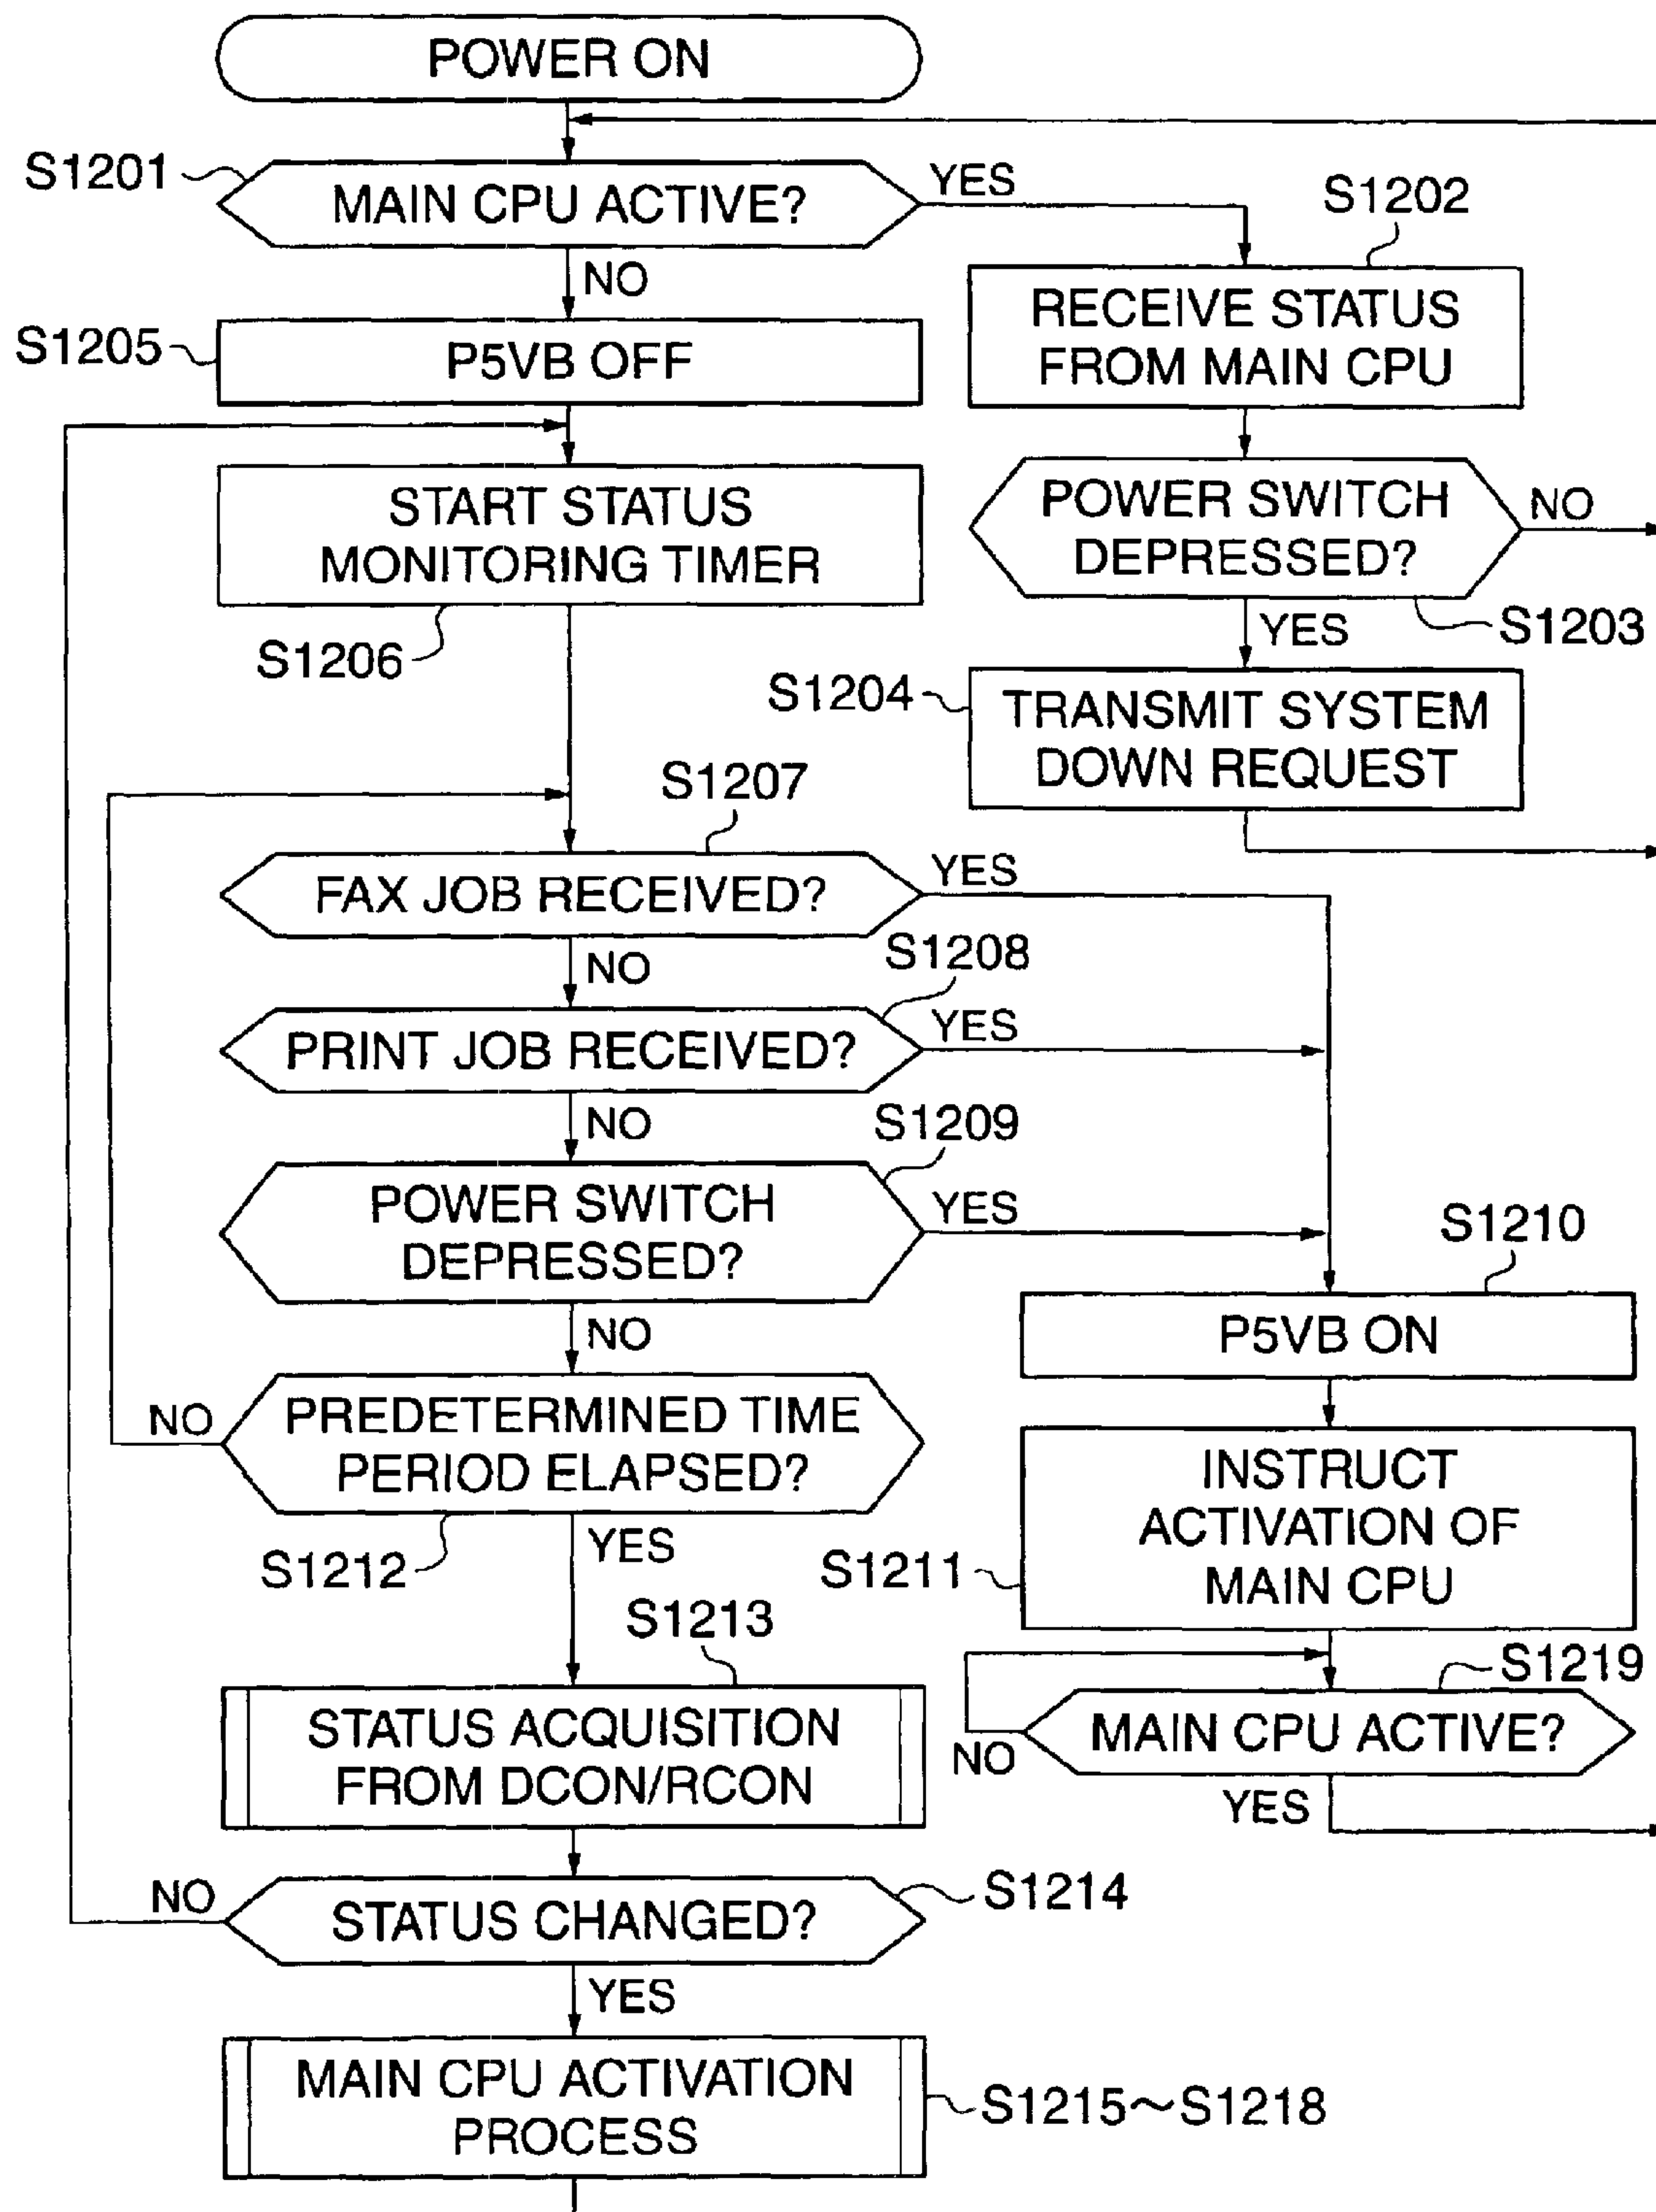 POWER ON
S1201
MAIN CPU ACTIVE?
YES
NO
S1202
RECEIVE STATUS
FROM MAIN CPU
S1205
P5VB OFF
POWER SWITCH
DEPRESSED?
NO
YES
S1203
START STATUS
MONITORING TIMER
S1206
S1204
TRANSMIT SYSTEM
DOWN REQUEST
S1207
FAX JOB RECEIVED?
YES
NO
S1208
PRINT JOB RECEIVED?
YES
NO
S1209
POWER SWITCH
DEPRESSED?
YES
NO
S1210
P5VB ON
NO
PREDETERMINED TIME
PERIOD ELAPSED?
YES
S1212
S1211
INSTRUCT
ACTIVATION OF
MAIN CPU
S1213
STATUS ACQUISITION
FROM DCON/RCON
S1219
MAIN CPU ACTIVE?
NO
YES
NO
STATUS CHANGED?
S1214
YES
MAIN CPU ACTIVATION
PROCESS
S1215～S1218